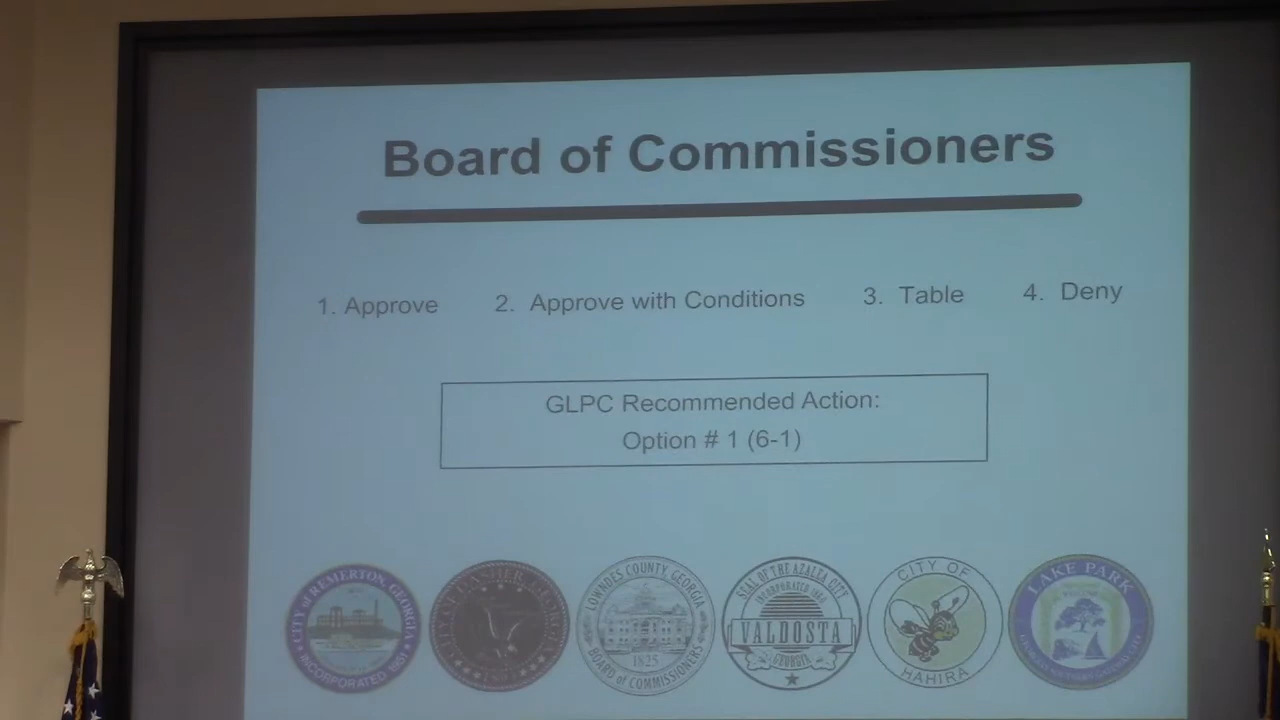 Board of Commissioners
1. Approve 2. Approve with Conditions 3. Table 4. Deny
GLPC Recommended Action:
Option # 1 (6-1)
CITY OF REMERTON, GEORGIA
INCORPORATED 1951
LOWNDES COUNTY, GEORGIA
1825
BOARD of COMMISSIONERS
SEAL OF THE AZALEA CITY
INCORPORATED
VALDOSTA
GEORGIA
CITY OF
HAHIRA
LAKE PARK